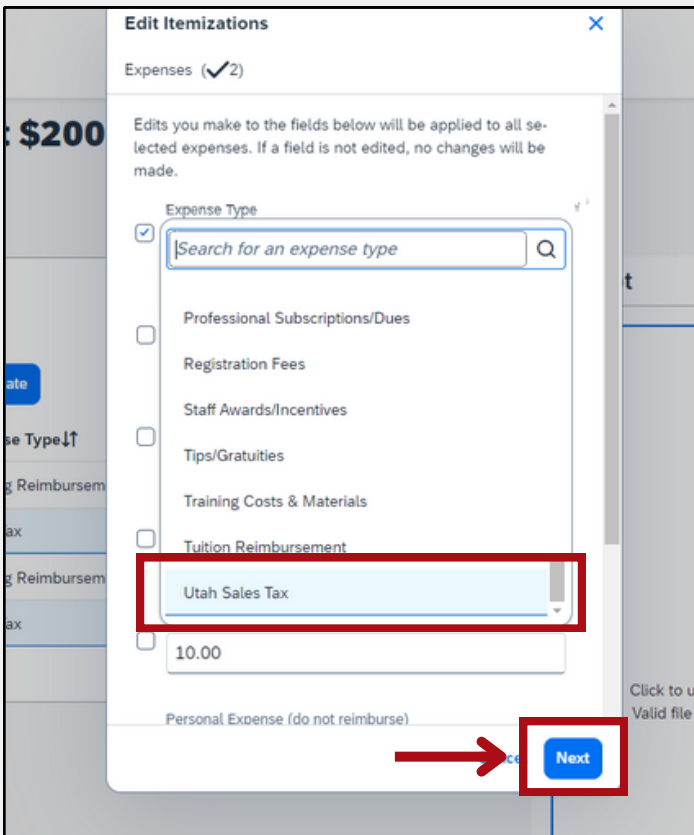 Edit Itemizations
Expenses (✓2)
: $200
Edits you make to the fields below will be applied to all se-
lected expenses. If a field is not edited, no changes will be
made.
Expense Type
Search for an expense type
t
Professional Subscriptions/Dues
Registration Fees
ate
Staff Awards/Incentives
se Type↓↑
Tips/Gratuities
g Reimbursem
Training Costs & Materials
ax
Tuition Reimbursement
g Reimbursem
Utah Sales Tax
ax
10.00
Click to u
Valid file
Personal Expense (do not reimburse)
Next